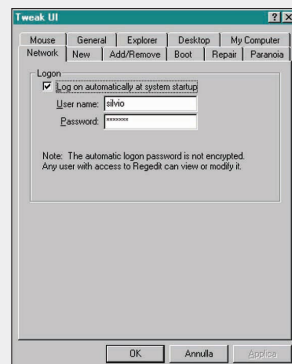 Tweak UI
Mouse General Explorer Desktop My Computer
Network New Add/Remove Boot Repair Paranoia
Logon
Log on automatically at system startup
User name: silvio
Password: *******
Note: The automatic logon password is not encrypted.
Any user with access to Regedit can view or modify it.
OK Annulla Applica